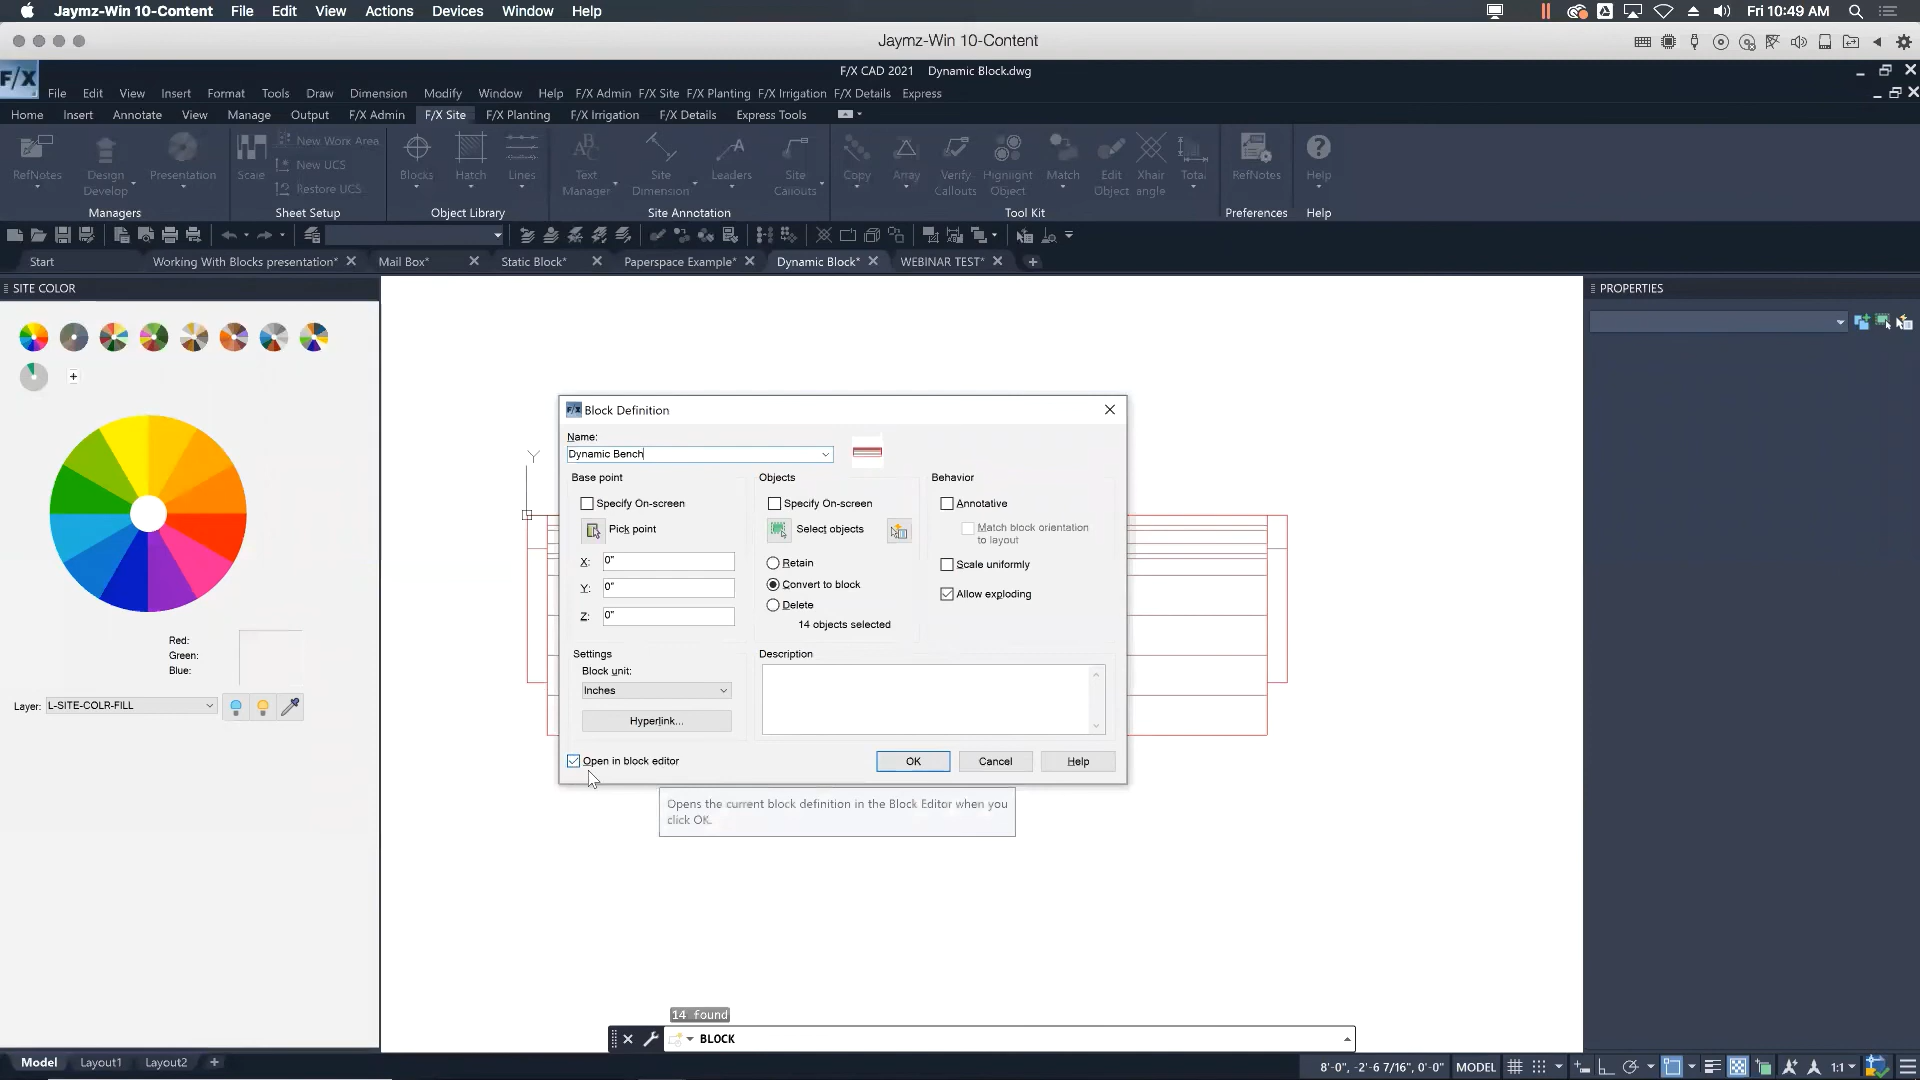 Jaymz-Win 10-Content File Edit View Actions Devices Window Help Fri 10:49 AM
Jaymz-Win 10-Content
F/X
F/X CAD 2021 Dynamic Block.dwg
File Edit View Insert Format Tools Draw Dimension Modify Window Help F/X Admin F/X Site F/X Planting F/X Irrigation F/X Details Express
Home Insert Annotate View Manage Output F/X Admin F/X Site F/X Planting F/X Irrigation F/X Details Express Tools
New Work Area
New UCS
Restore UCS
RefNotes
Design
Develop
Presentation
Scale
Blocks
Hatch
Lines
Text
Manager
Site
Dimension
Leaders
Site
Callouts
Copy
Array
Verify
Callouts
Highlight
Object
Match
Edit
Object
Xhair
angle
Total
RefNotes
Help
Managers Sheet Setup Object Library Site Annotation Tool Kit Preferences Help
Start Working With Blocks presentation* Mail Box* Static Block* Paperspace Example* Dynamic Block* WEBINAR TEST*
SITE COLOR
PROPERTIES
Red:
Green:
Blue:
Layer: L-SITE-COLR-FILL
Y
F/X Block Definition
Name:
Dynamic Bench
Base point
Specify On-screen
Pick point
X: 0"
Y: 0"
Z: 0"
Objects
Specify On-screen
Select objects
Retain
Convert to block
Delete
14 objects selected
Behavior
Annotative
Match block orientation
to layout
Scale uniformly
Allow exploding
Settings
Block unit:
Inches
Hyperlink...
Description
Open in block editor
OK Cancel Help
Opens the current block definition in the Block Editor when you
click OK.
14 found
BLOCK
Model Layout1 Layout2
8'-0", -2'-6 7/16", 0'-0" MODEL 1:1